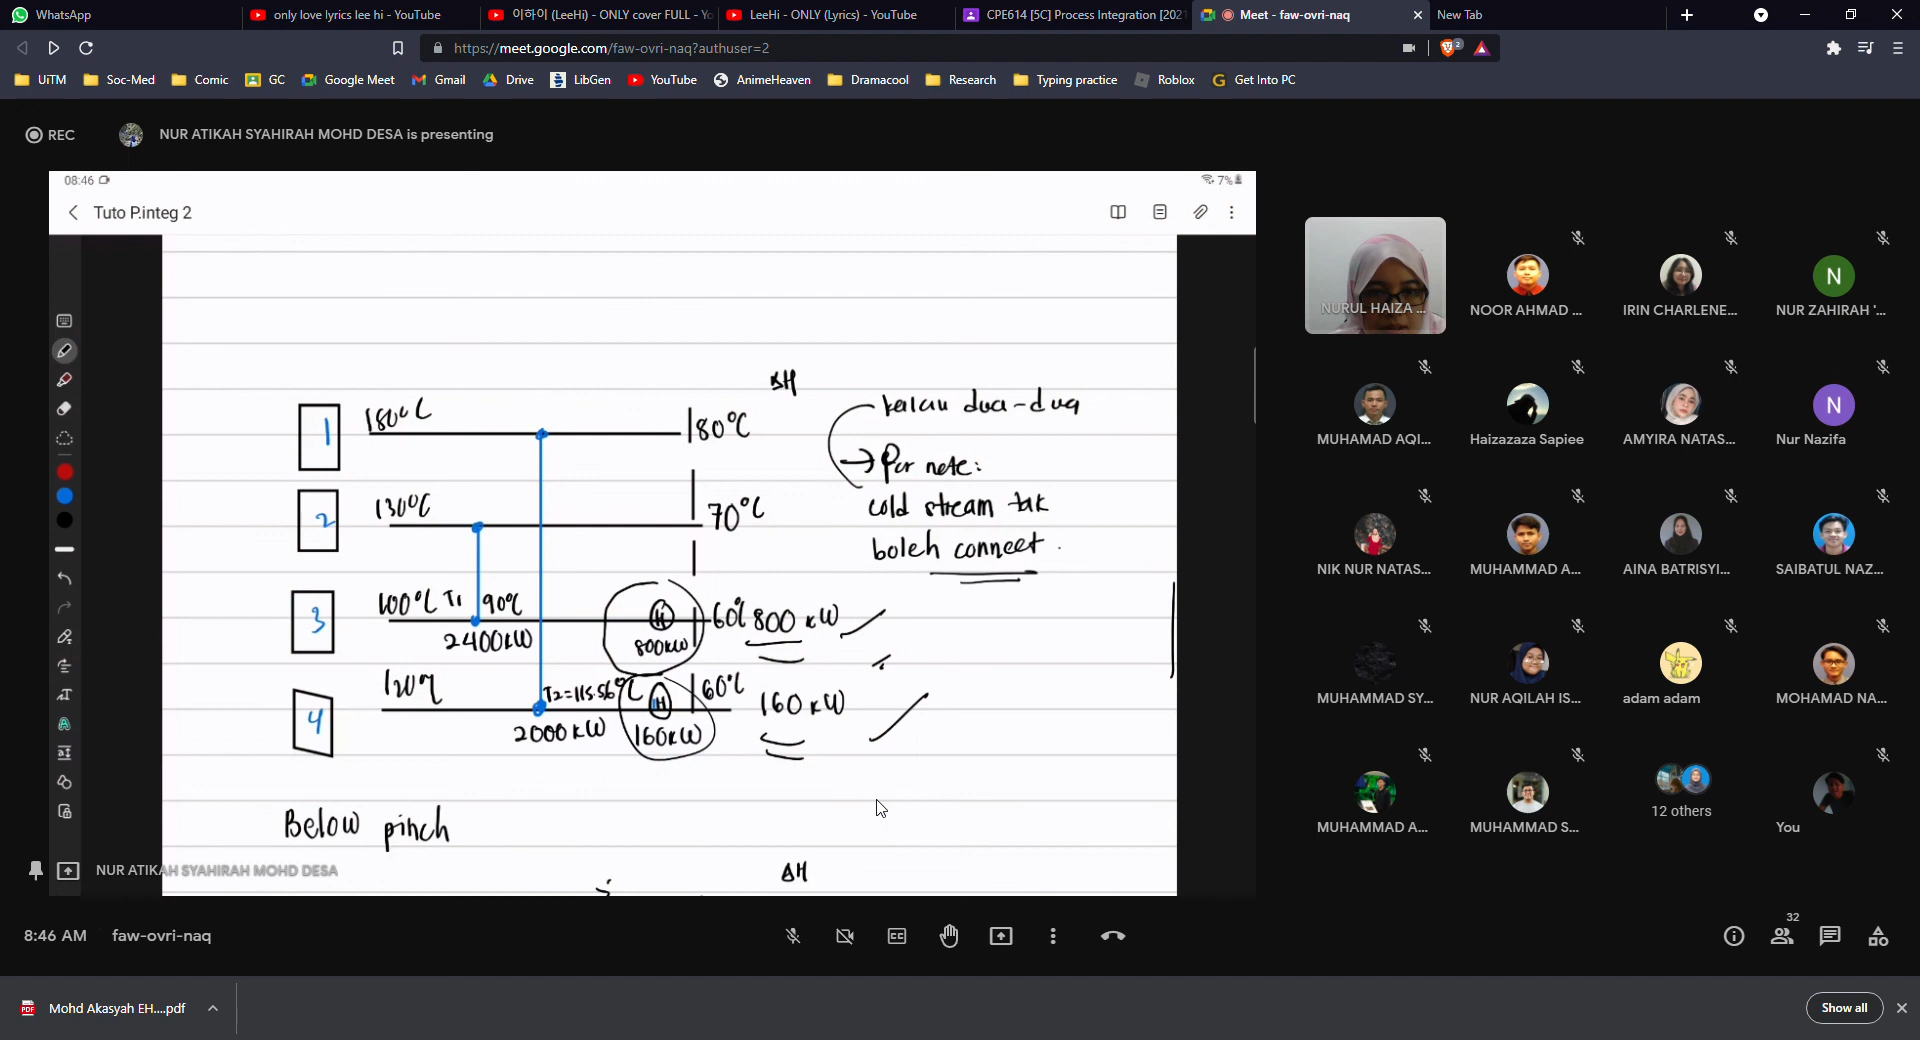 WhatsApp
only love lyrics lee hi - YouTube
이하이 (LeeHi) - ONLY cover FULL - Yo
LeeHi - ONLY (Lyrics) - YouTube
CPE614 [5C] Process Integration [2021
Meet - faw-ovri-naq
New Tab
https://meet.google.com/faw-ovri-naq?authuser=2
2
UiTM
Soc-Med
Comic
GC
Google Meet
Gmail
Drive
LibGen
YouTube
AnimeHeaven
Dramacool
Research
Typing practice
Roblox
Get Into PC
REC
NUR ATIKAH SYAHIRAH MOHD DESA is presenting
08:46
7%
Tuto P.integ 2
ΔH
1
180°C
80°C
kalau dua-dua
→ Per note:
2
130°C
70°C
cold stream tak
boleh connect.
3
100°C T1 90°C
H
60°C 800 kW
2400kW
800kW
4
120°C
T2=115.56°C
H
60°C
160 kW
2000kW
160kW
Below pinch
ΔH
NUR ATIKAH SYAHIRAH MOHD DESA
NURUL HAIZA ...
NOOR AHMAD ...
IRIN CHARLENE...
N
NUR ZAHIRAH '...
MUHAMAD AQI...
Haizazaza Sapiee
AMYIRA NATAS...
N
Nur Nazifa
NIK NUR NATAS...
MUHAMMAD A...
AINA BATRISYI...
SAIBATUL NAZ...
MUHAMMAD SY...
NUR AQILAH IS...
adam adam
MOHAMAD NA...
MUHAMMAD A...
MUHAMMAD S...
12 others
You
8:46 AM
faw-ovri-naq
32
PDF
Mohd Akasyah EH....pdf
Show all